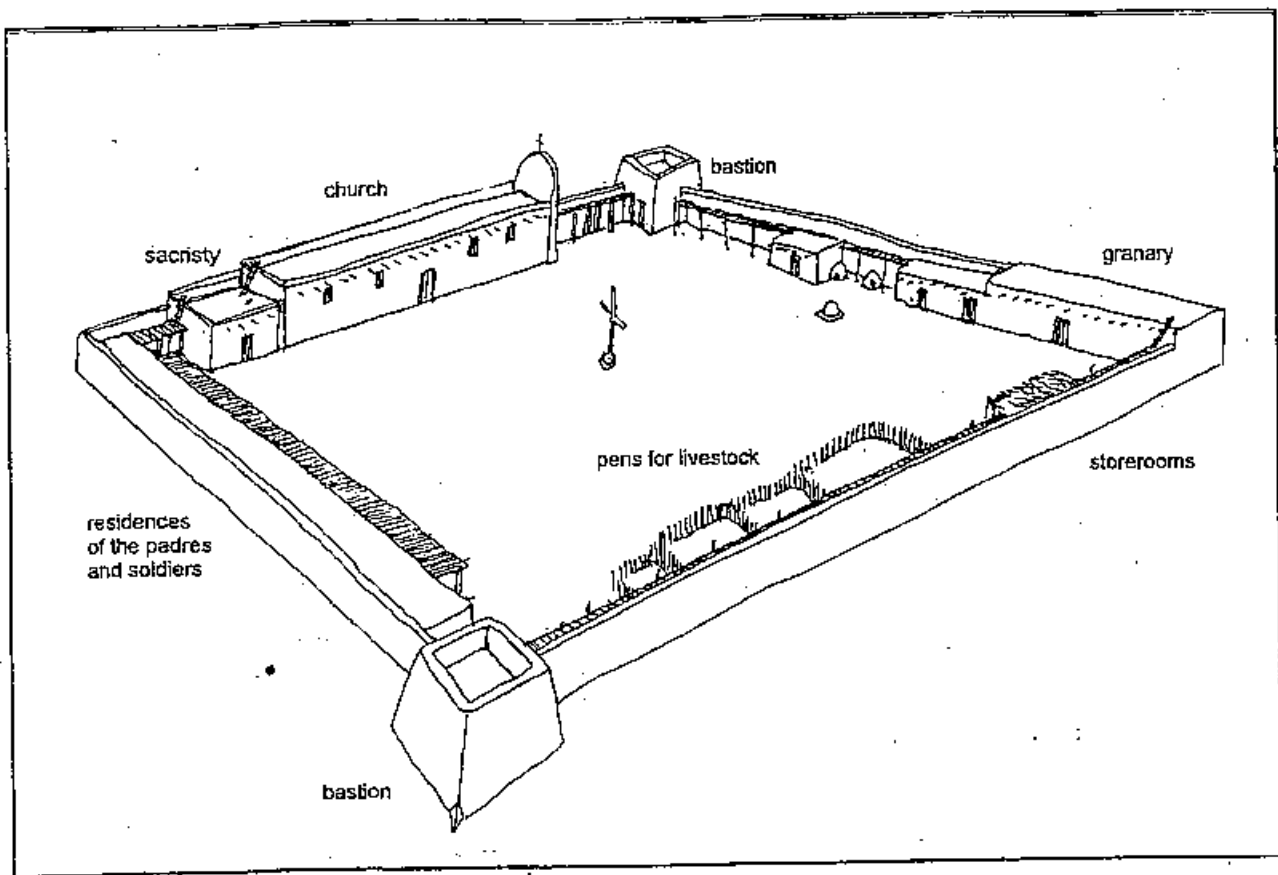 bastion
church
granary
sacristy
pens for livestock
storerooms
residences
of the padres
and soldiers
bastion